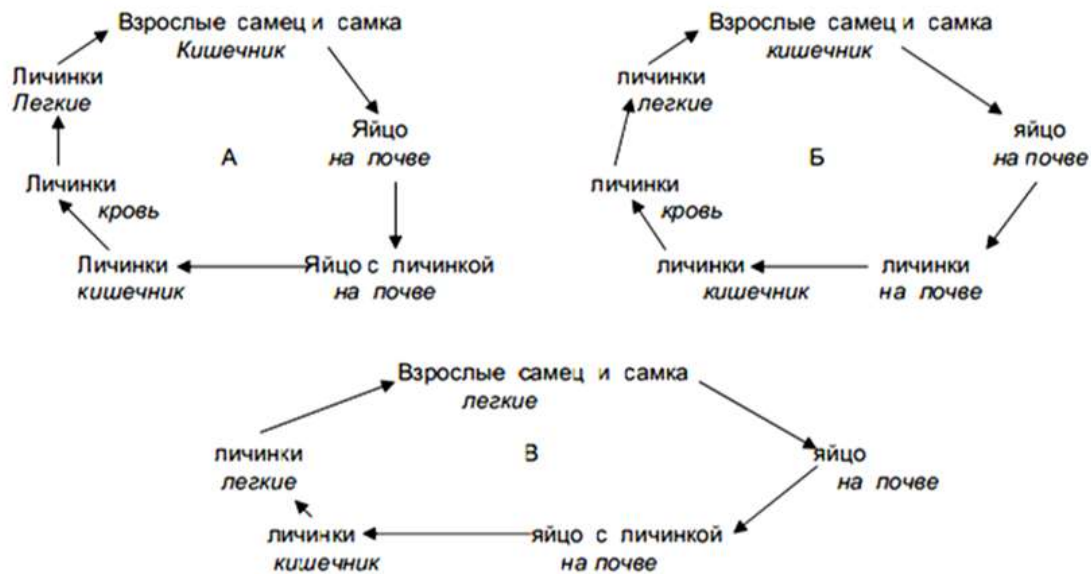 Взрослые самец и самка
Кишечник
Личинки
Легкие
Яйцо
на почве
А
Личинки
кровь
Личинки
кишечник
Яйцо с личинкой
на почве
Взрослые самец и самка
кишечник
личинки
легкие
яйцо
на почве
Б
личинки
кровь
личинки
кишечник
личинки
на почве
Взрослые самец и самка
легкие
личинки
легкие
В
яйцо
на почве
личинки
кишечник
яйцо с личинкой
на почве